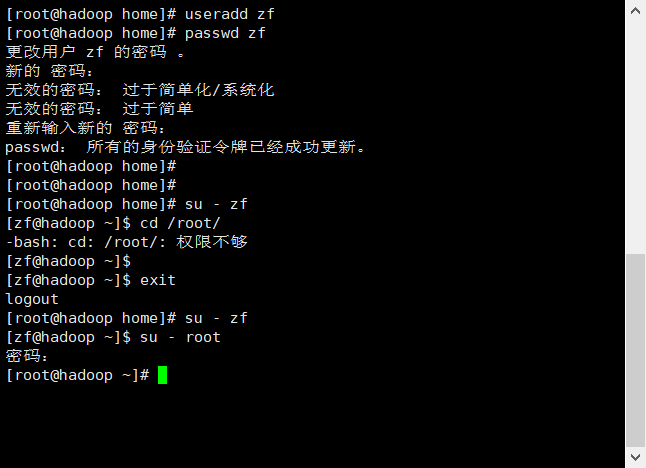 [root@hadoop home]# useradd zf
[root@hadoop home]# passwd zf
更改用户 zf 的密码 。
新的 密码：
无效的密码： 过于简单化/系统化
无效的密码： 过于简单
重新输入新的 密码：
passwd： 所有的身份验证令牌已经成功更新。
[root@hadoop home]#
[root@hadoop home]#
[root@hadoop home]# su - zf
[zf@hadoop ~]$ cd /root/
-bash: cd: /root/: 权限不够
[zf@hadoop ~]$
[zf@hadoop ~]$ exit
logout
[root@hadoop home]# su - zf
[zf@hadoop ~]$ su - root
密码：
[root@hadoop ~]#